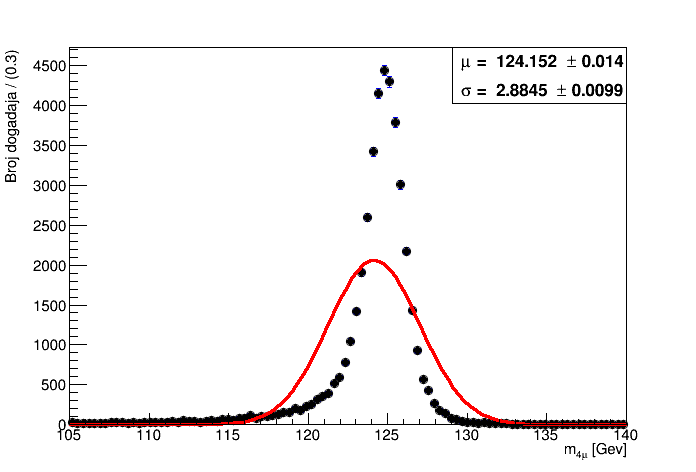 μ = 124.152 ± 0.014
σ = 2.8845 ± 0.0099
Broj dogadaja / (0.3)
4500
4000
3500
3000
2500
2000
1500
1000
500
0
105 110 115 120 125 130 135 140
m4μ [Gev]